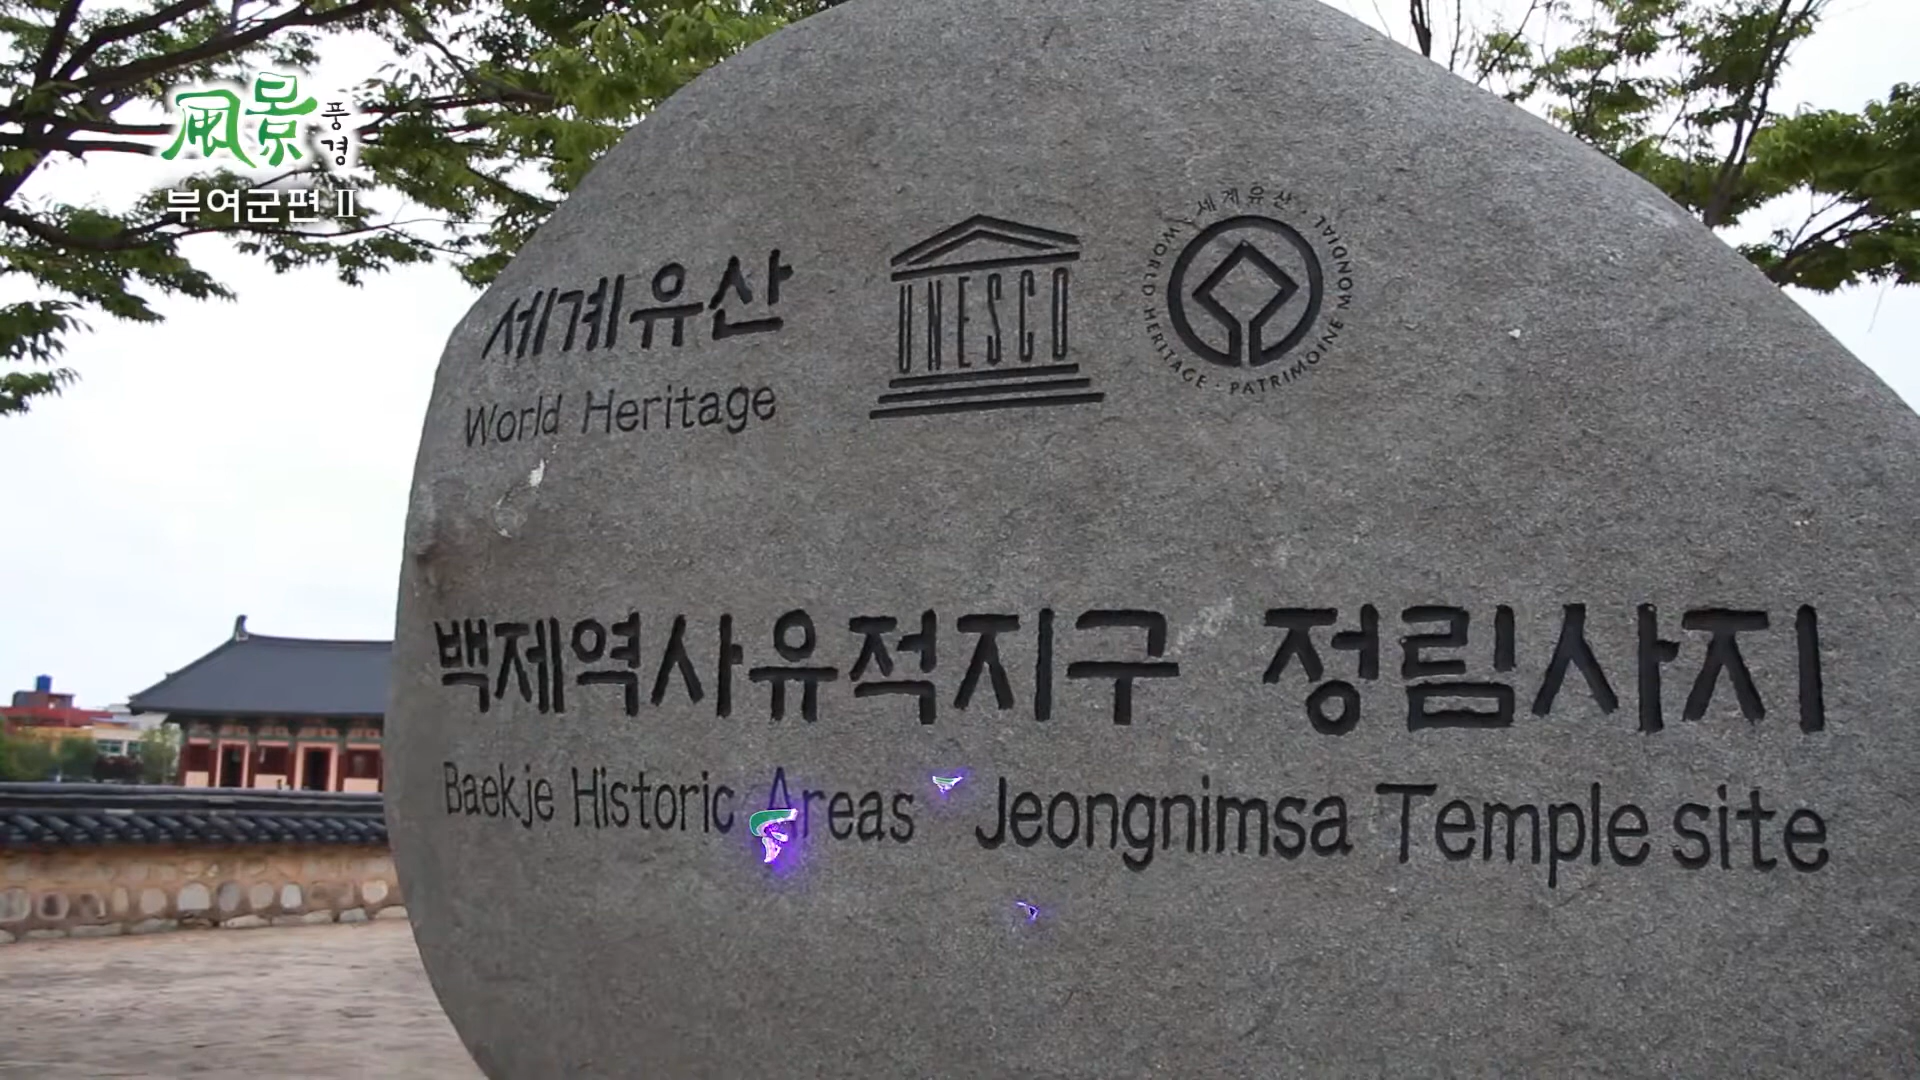 風景 풍경
부여군편 Ⅱ
세계유산
World Heritage
UNESCO
세계유산 · WORLD HERITAGE · PATRIMOINE MONDIAL ·
백제역사유적지구 정림사지
Baekje Historic Areas Jeongnimsa Temple site